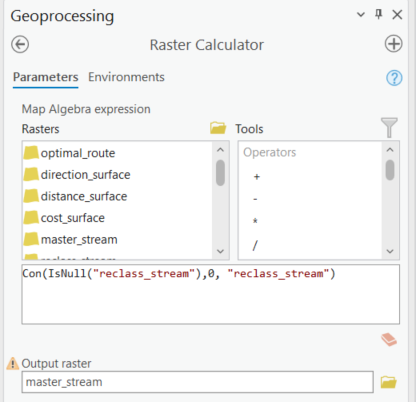 Geoprocessing
Raster Calculator
Parameters Environments
Map Algebra expression
Rasters Tools
optimal_route
direction_surface
distance_surface
cost_surface
master_stream
Operators
+
-
*
/
Con(IsNull("reclass_stream"),0, "reclass_stream")
Output raster
master_stream